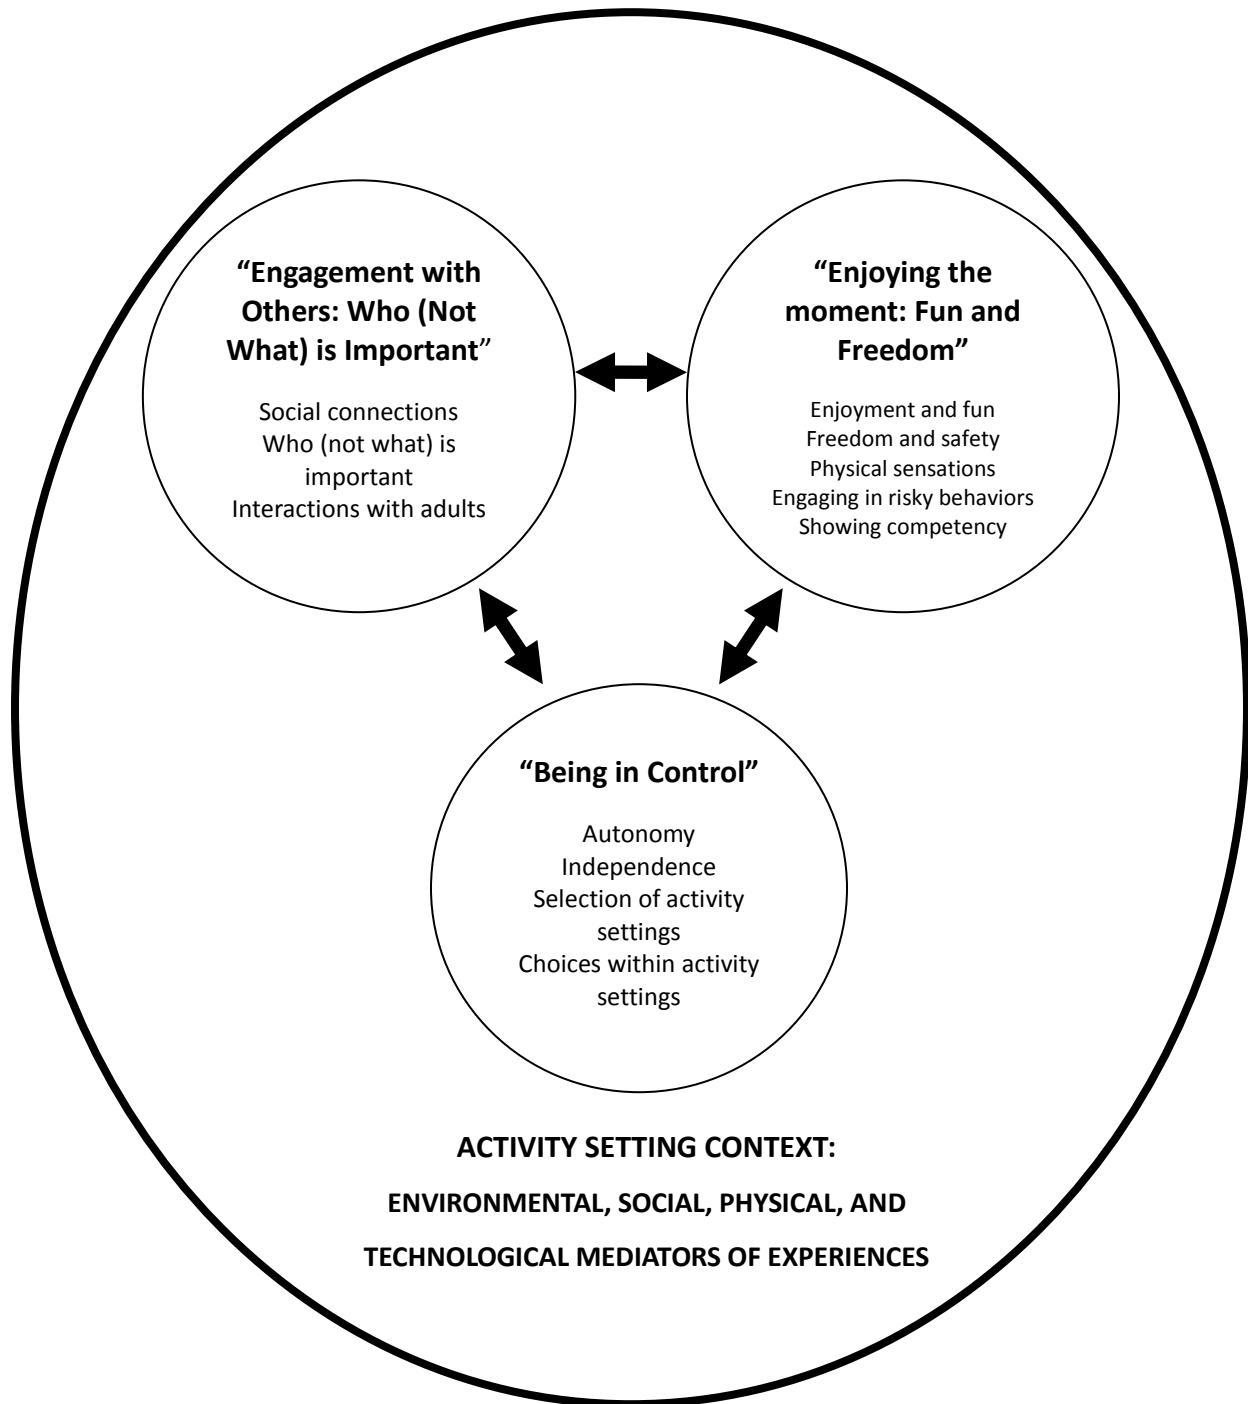 “Engagement with
Others: Who (Not
What) is Important”
Social connections
Who (not what) is
important
Interactions with adults
“Enjoying the
moment: Fun and
Freedom”
Enjoyment and fun
Freedom and safety
Physical sensations
Engaging in risky behaviors
Showing competency
“Being in Control”
Autonomy
Independence
Selection of activity
settings
Choices within activity
settings
ACTIVITY SETTING CONTEXT:
ENVIRONMENTAL, SOCIAL, PHYSICAL, AND
TECHNOLOGICAL MEDIATORS OF EXPERIENCES